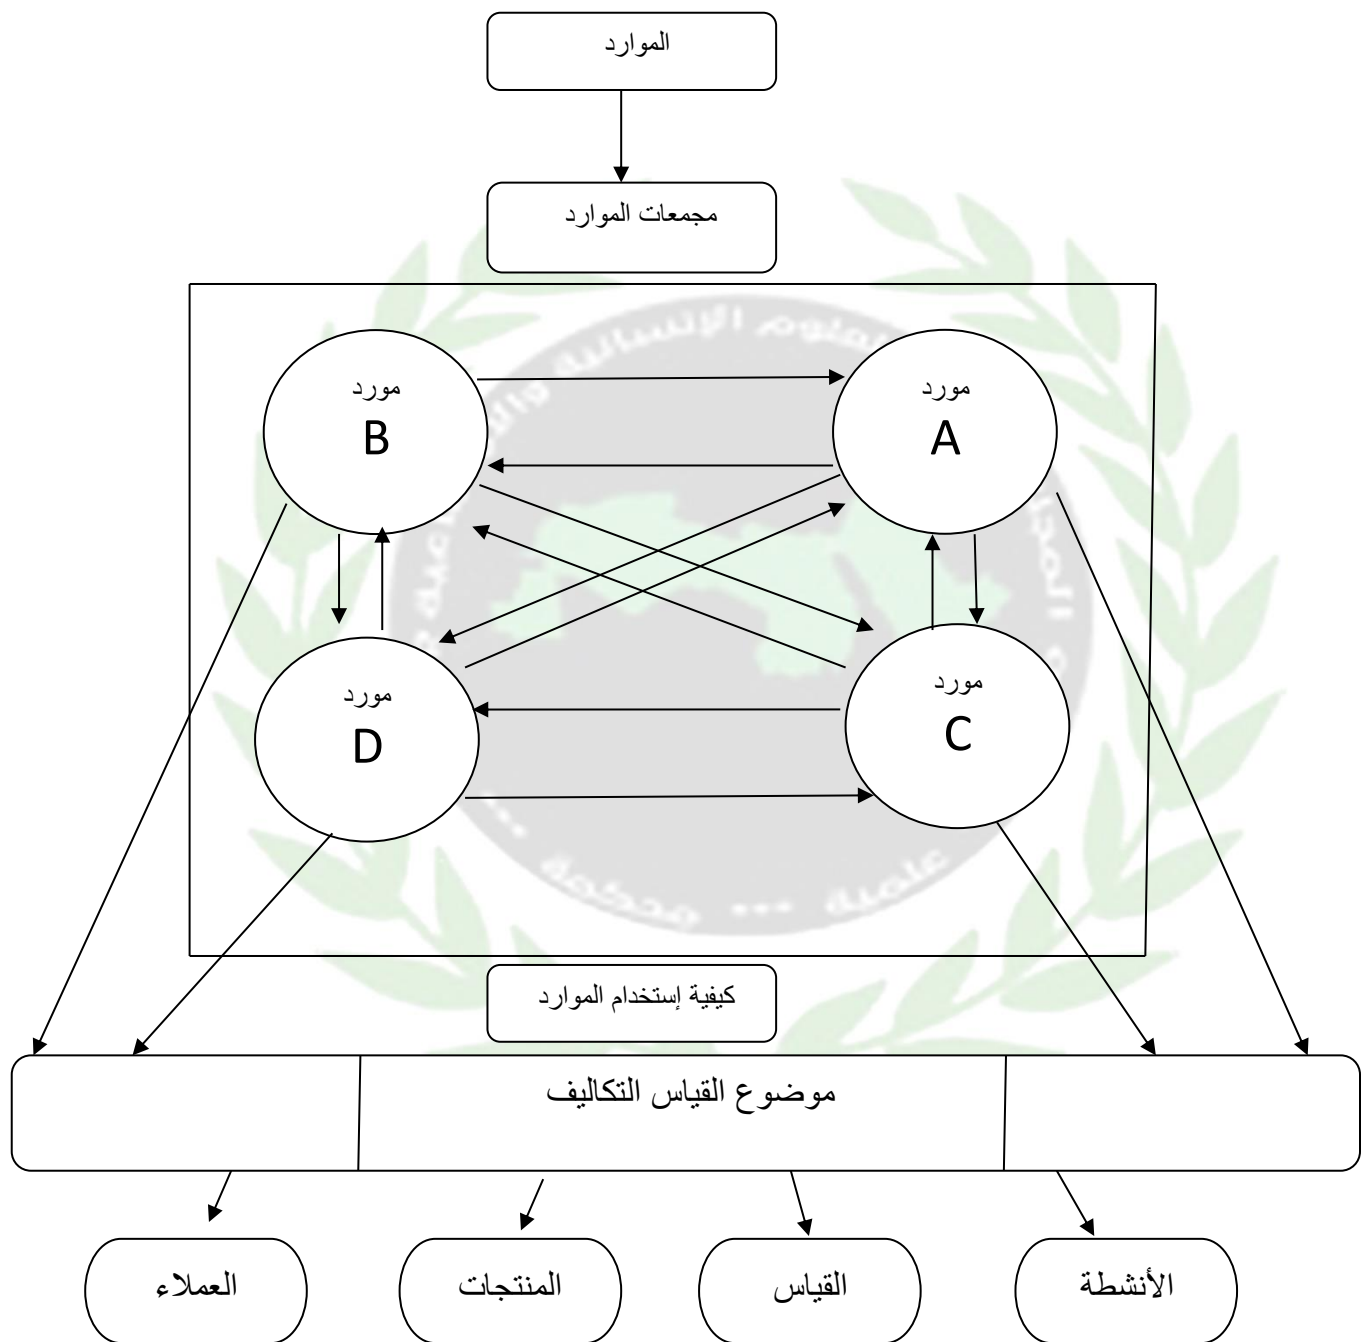 الموارد
مجمعات الموارد
مورد
A
مورد
B
مورد
C
مورد
D
كيفية إستخدام الموارد
موضوع القياس التكاليف
الأنشطة
القياس
المنتجات
العملاء